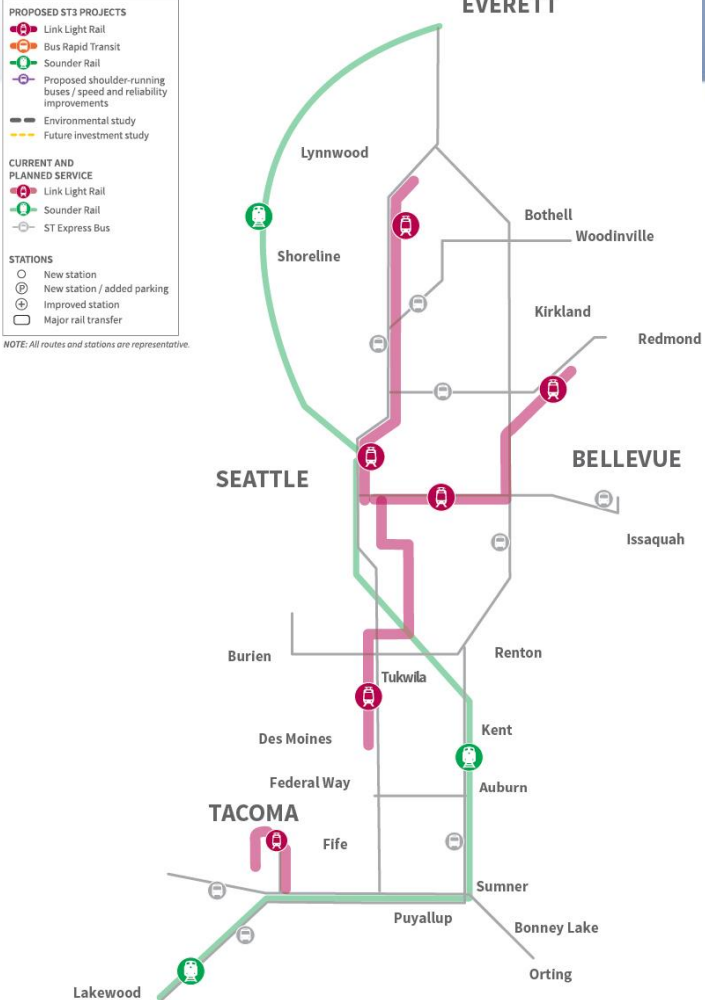 EVERETT
PROPOSED ST3 PROJECTS
Link Light Rail
Bus Rapid Transit
Sounder Rail
Proposed shoulder-running
buses / speed and reliability
improvements
Environmental study
Future investment study
CURRENT AND
PLANNED SERVICE
Link Light Rail
Sounder Rail
ST Express Bus
STATIONS
New station
P New station / added parking
Improved station
Major rail transfer
NOTE: All routes and stations are representative.
Lynnwood
Bothell
Woodinville
Shoreline
Kirkland
Redmond
BELLEVUE
SEATTLE
Issaquah
Burien
Renton
Tukwila
Kent
Des Moines
Federal Way
Auburn
TACOMA
Fife
Sumner
Puyallup
Bonney Lake
Orting
Lakewood